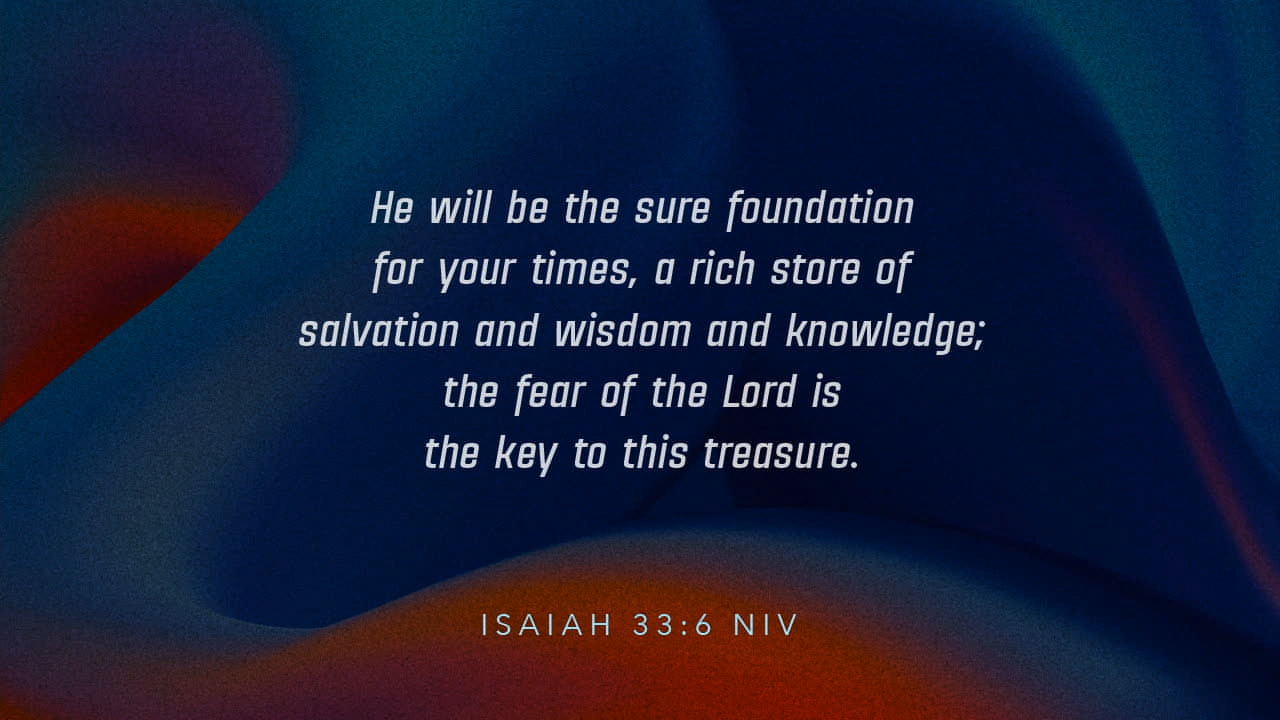 He will be the sure foundation
for your times, a rich store of
salvation and wisdom and knowledge;
the fear of the Lord is
the key to this treasure.
ISAIAH 33:6 NIV